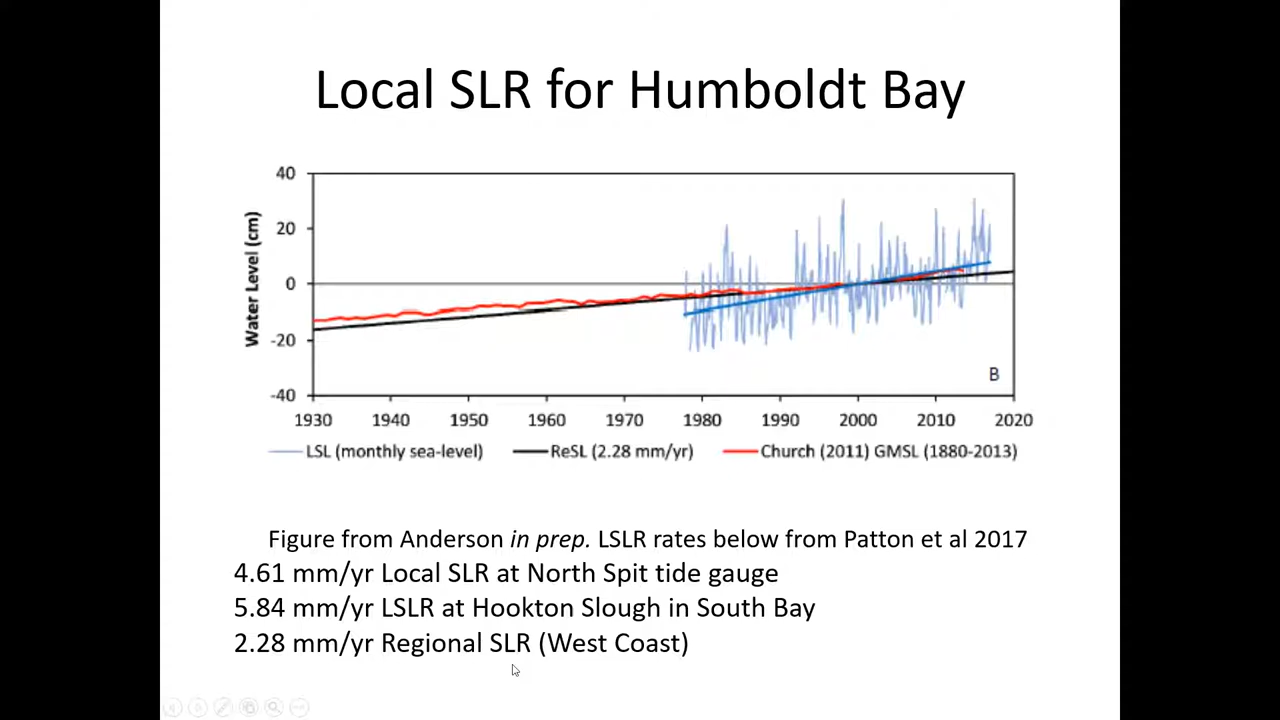 Local SLR for Humboldt Bay
40
20
0
-20
-40
Water Level (cm)
B
1930 1940 1950 1960 1970 1980 1990 2000 2010 2020
LSL (monthly sea-level) ReSL (2.28 mm/yr) Church (2011) GMSL (1880-2013)
Figure from Anderson in prep. LSLR rates below from Patton et al 2017
4.61 mm/yr Local SLR at North Spit tide gauge
5.84 mm/yr LSLR at Hookton Slough in South Bay
2.28 mm/yr Regional SLR (West Coast)